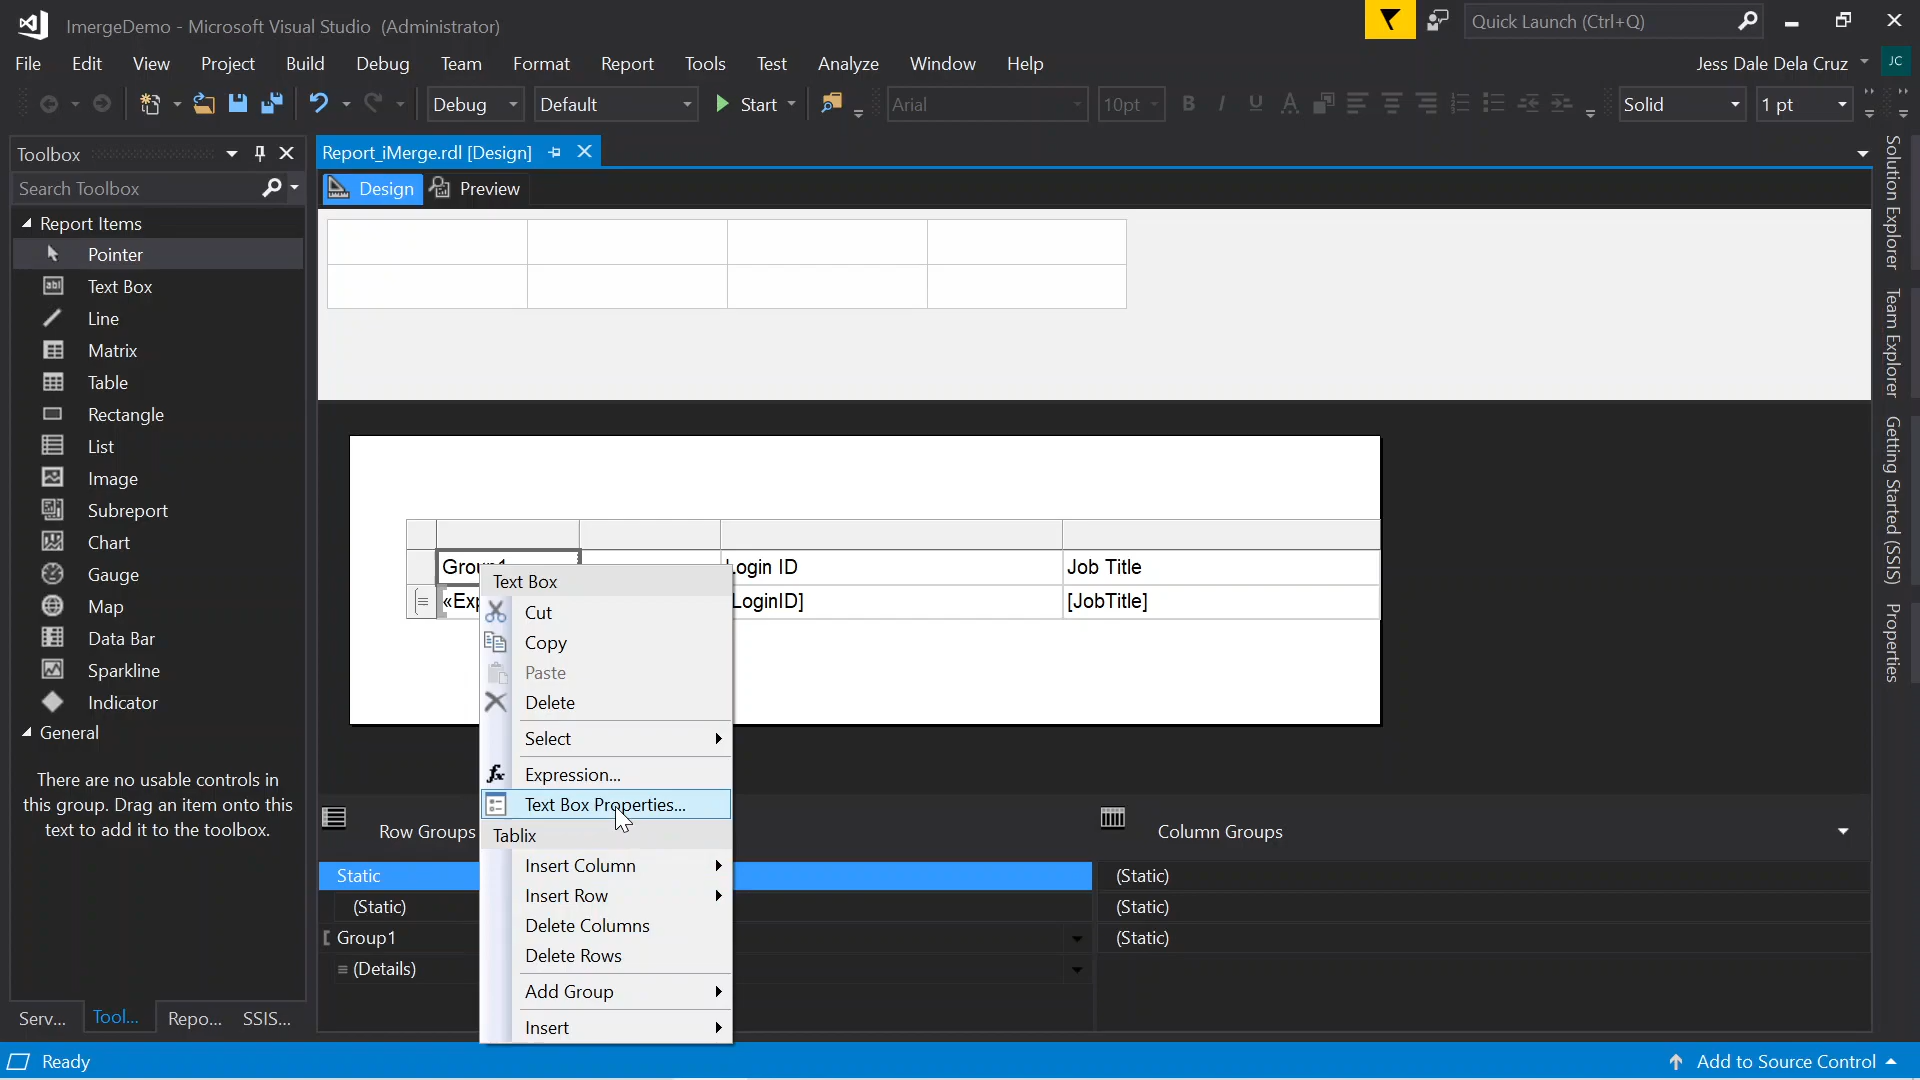 ImergeDemo - Microsoft Visual Studio (Administrator)
Quick Launch (Ctrl+Q)
File Edit View Project Build Debug Team Format Report Tools Test Analyze Window Help
Jess Dale Dela Cruz JC
Debug Default Start Arial 10pt B I U A Solid 1 pt
Toolbox
Search Toolbox
Report Items
Pointer
Text Box
Line
Matrix
Table
Rectangle
List
Image
Subreport
Chart
Gauge
Map
Data Bar
Sparkline
Indicator
General
There are no usable controls in
this group. Drag an item onto this
text to add it to the toolbox.
Serv... Tool... Repo... SSIS...
Report_iMerge.rdl [Design]
Design Preview
Login ID Job Title
LoginID] [JobTitle]
Text Box
Cut
Copy
Paste
Delete
Select
Expression...
Text Box Properties...
Tablix
Insert Column
Insert Row
Delete Columns
Delete Rows
Add Group
Insert
Row Groups
Static
(Static)
Group1
(Details)
Column Groups
(Static)
(Static)
(Static)
Solution Explorer
Team Explorer
Getting Started (SSIS)
Properties
Ready
Add to Source Control